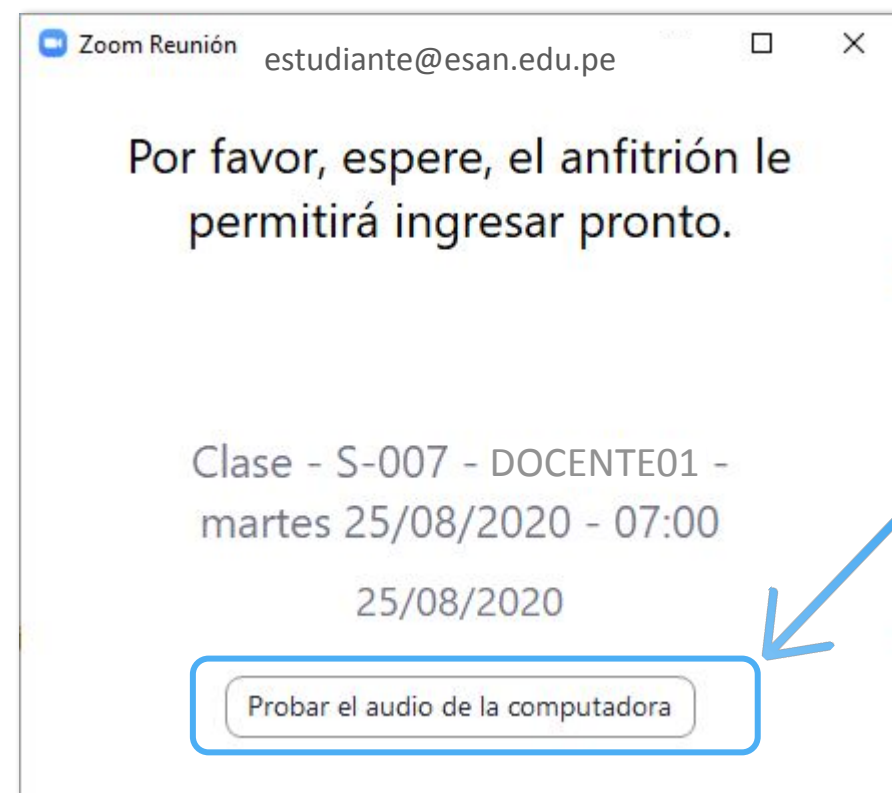 Zoom Reunión estudiante@esan.edu.pe
Por favor, espere, el anfitrión le
permitirá ingresar pronto.
Clase - S-007 - DOCENTE01 -
martes 25/08/2020 - 07:00
25/08/2020
Probar el audio de la computadora